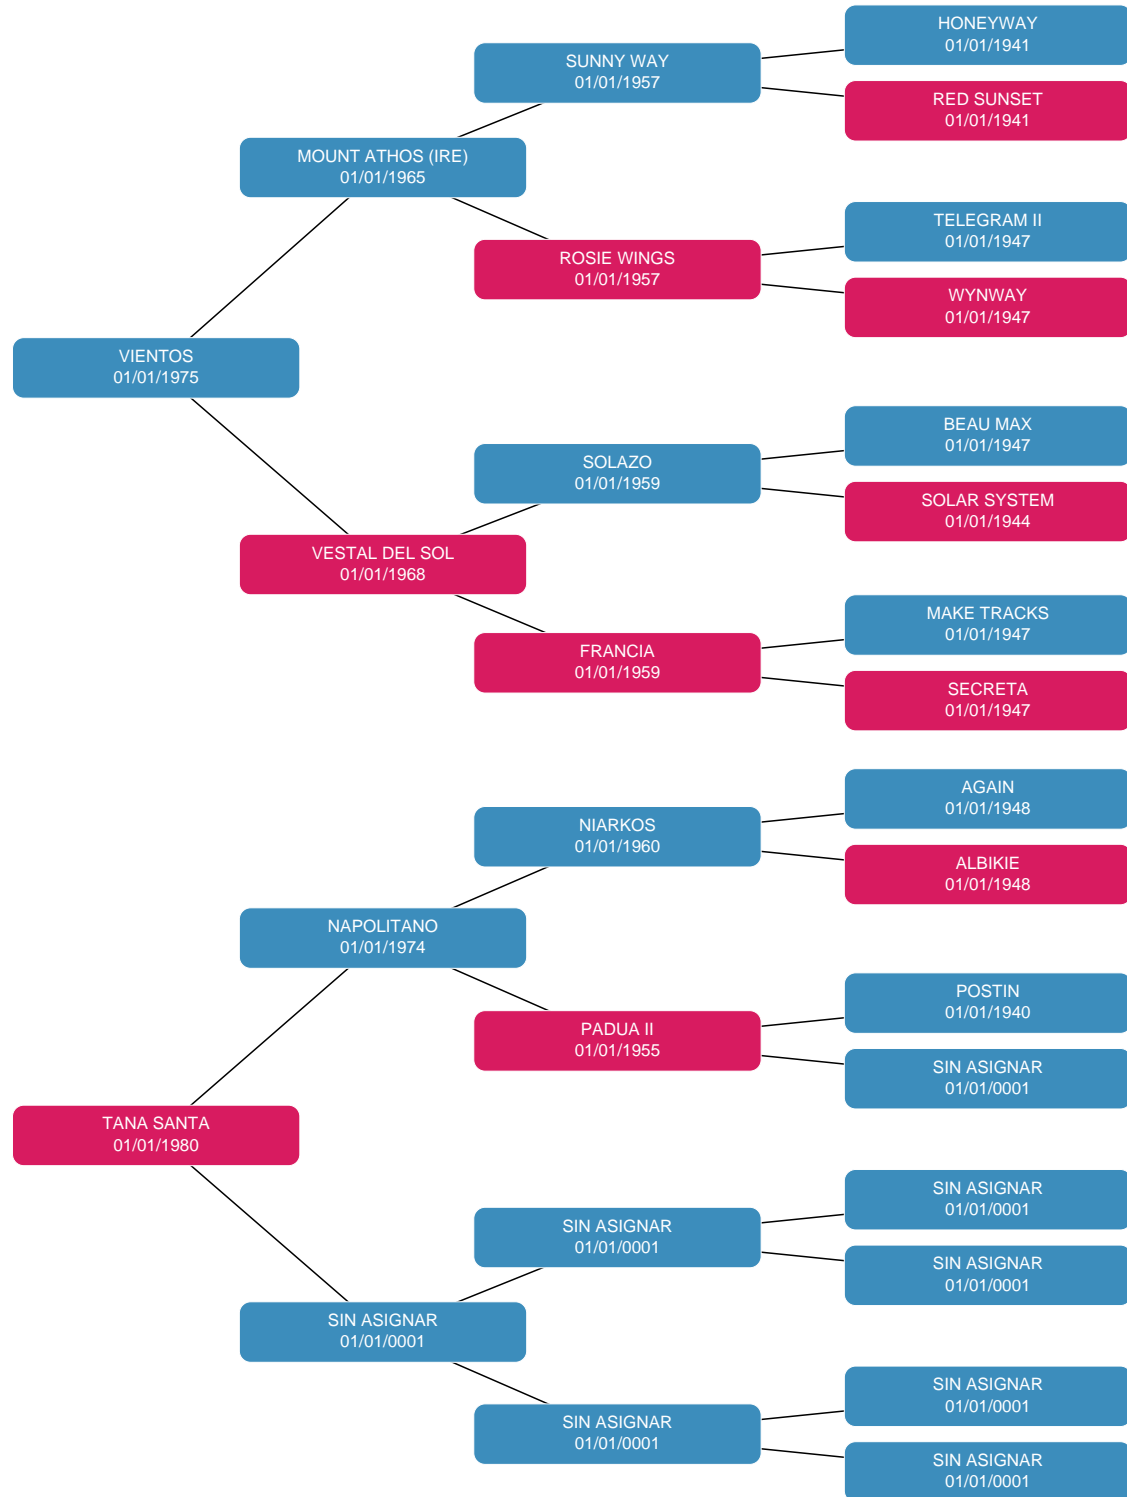 HONEYWAY
01/01/1941
SUNNY WAY
01/01/1957
RED SUNSET
01/01/1941
MOUNT ATHOS (IRE)
01/01/1965
TELEGRAM II
01/01/1947
ROSIE WINGS
01/01/1957
WYNWAY
01/01/1947
VIENTOS
01/01/1975
BEAU MAX
01/01/1947
SOLAZO
01/01/1959
SOLAR SYSTEM
01/01/1944
VESTAL DEL SOL
01/01/1968
MAKE TRACKS
01/01/1947
FRANCIA
01/01/1959
SECRETA
01/01/1947
AGAIN
01/01/1948
NIARKOS
01/01/1960
ALBIKIE
01/01/1948
NAPOLITANO
01/01/1974
POSTIN
01/01/1940
PADUA II
01/01/1955
SIN ASIGNAR
01/01/0001
TANA SANTA
01/01/1980
SIN ASIGNAR
01/01/0001
SIN ASIGNAR
01/01/0001
SIN ASIGNAR
01/01/0001
SIN ASIGNAR
01/01/0001
SIN ASIGNAR
01/01/0001
SIN ASIGNAR
01/01/0001
SIN ASIGNAR
01/01/0001